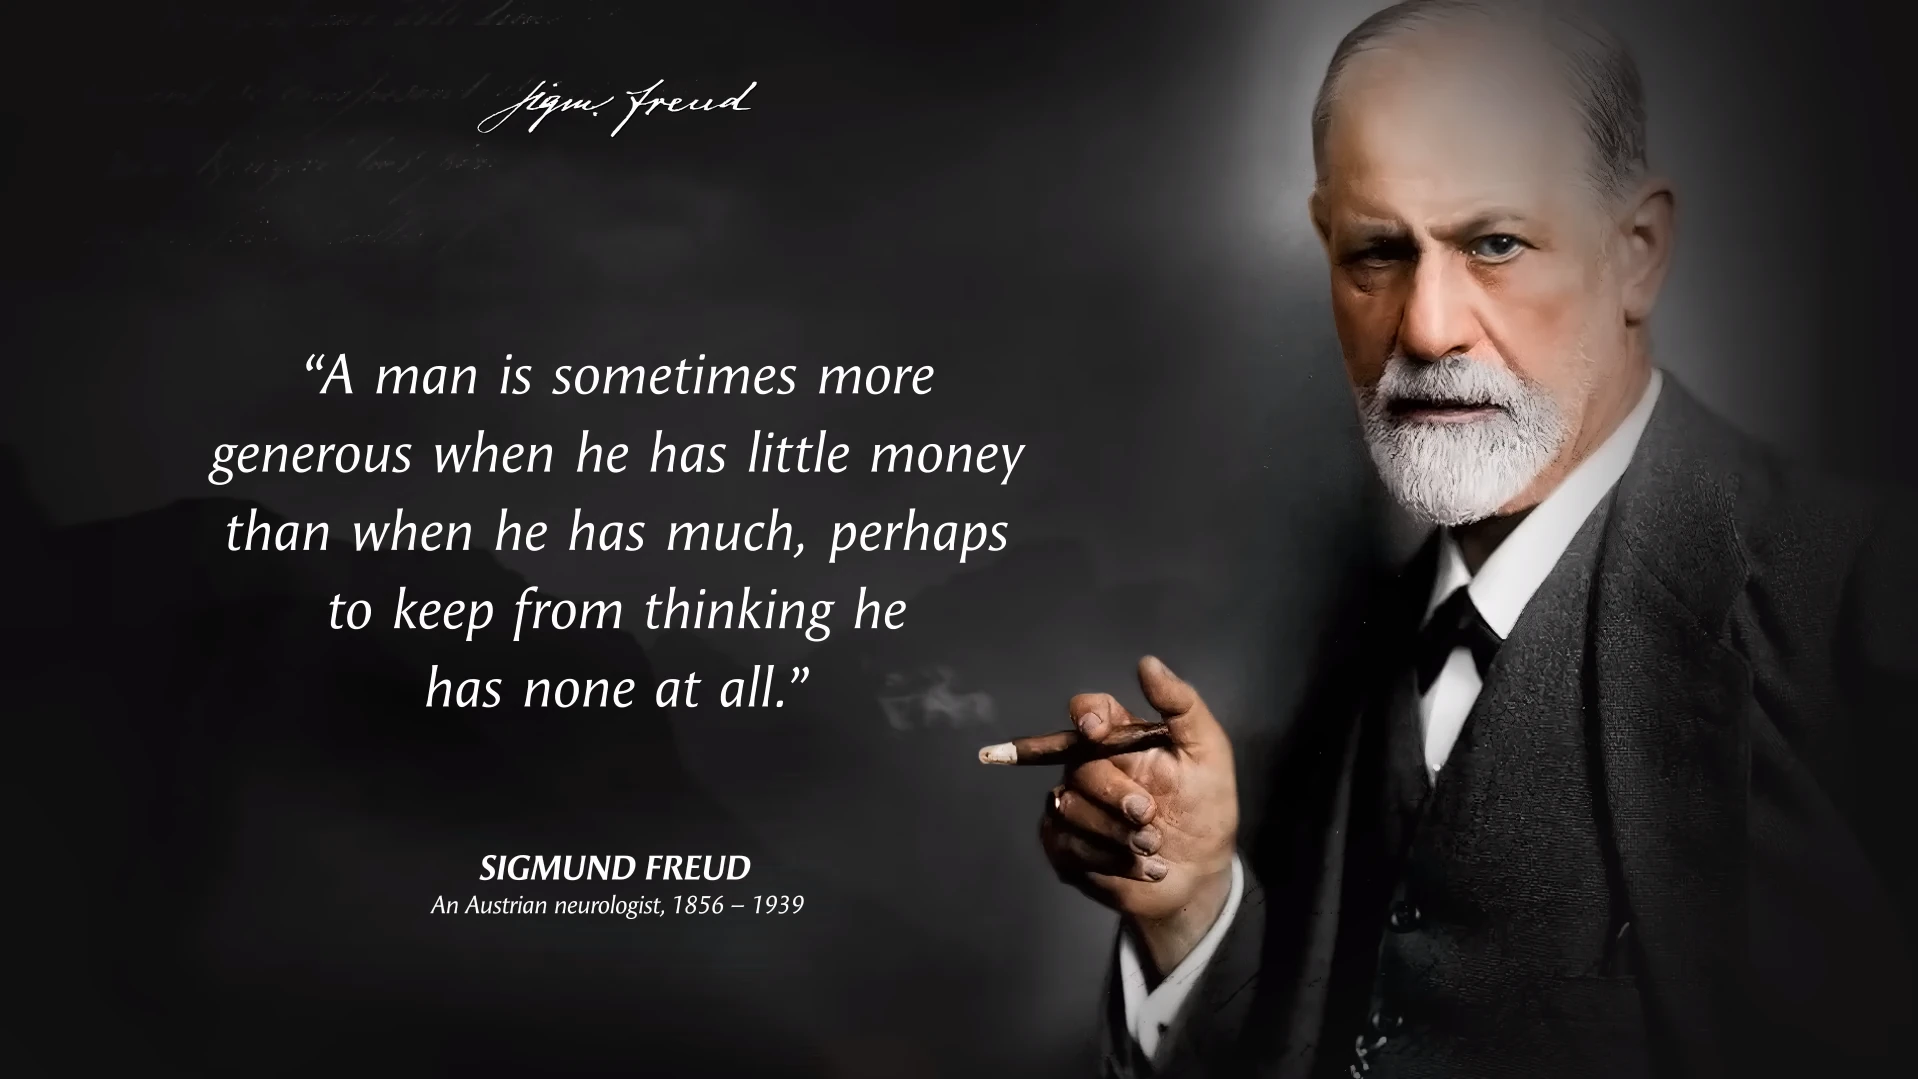 Sigm. Freud
“A man is sometimes more
generous when he has little money
than when he has much, perhaps
to keep from thinking he
has none at all.”
SIGMUND FREUD
An Austrian neurologist, 1856 – 1939